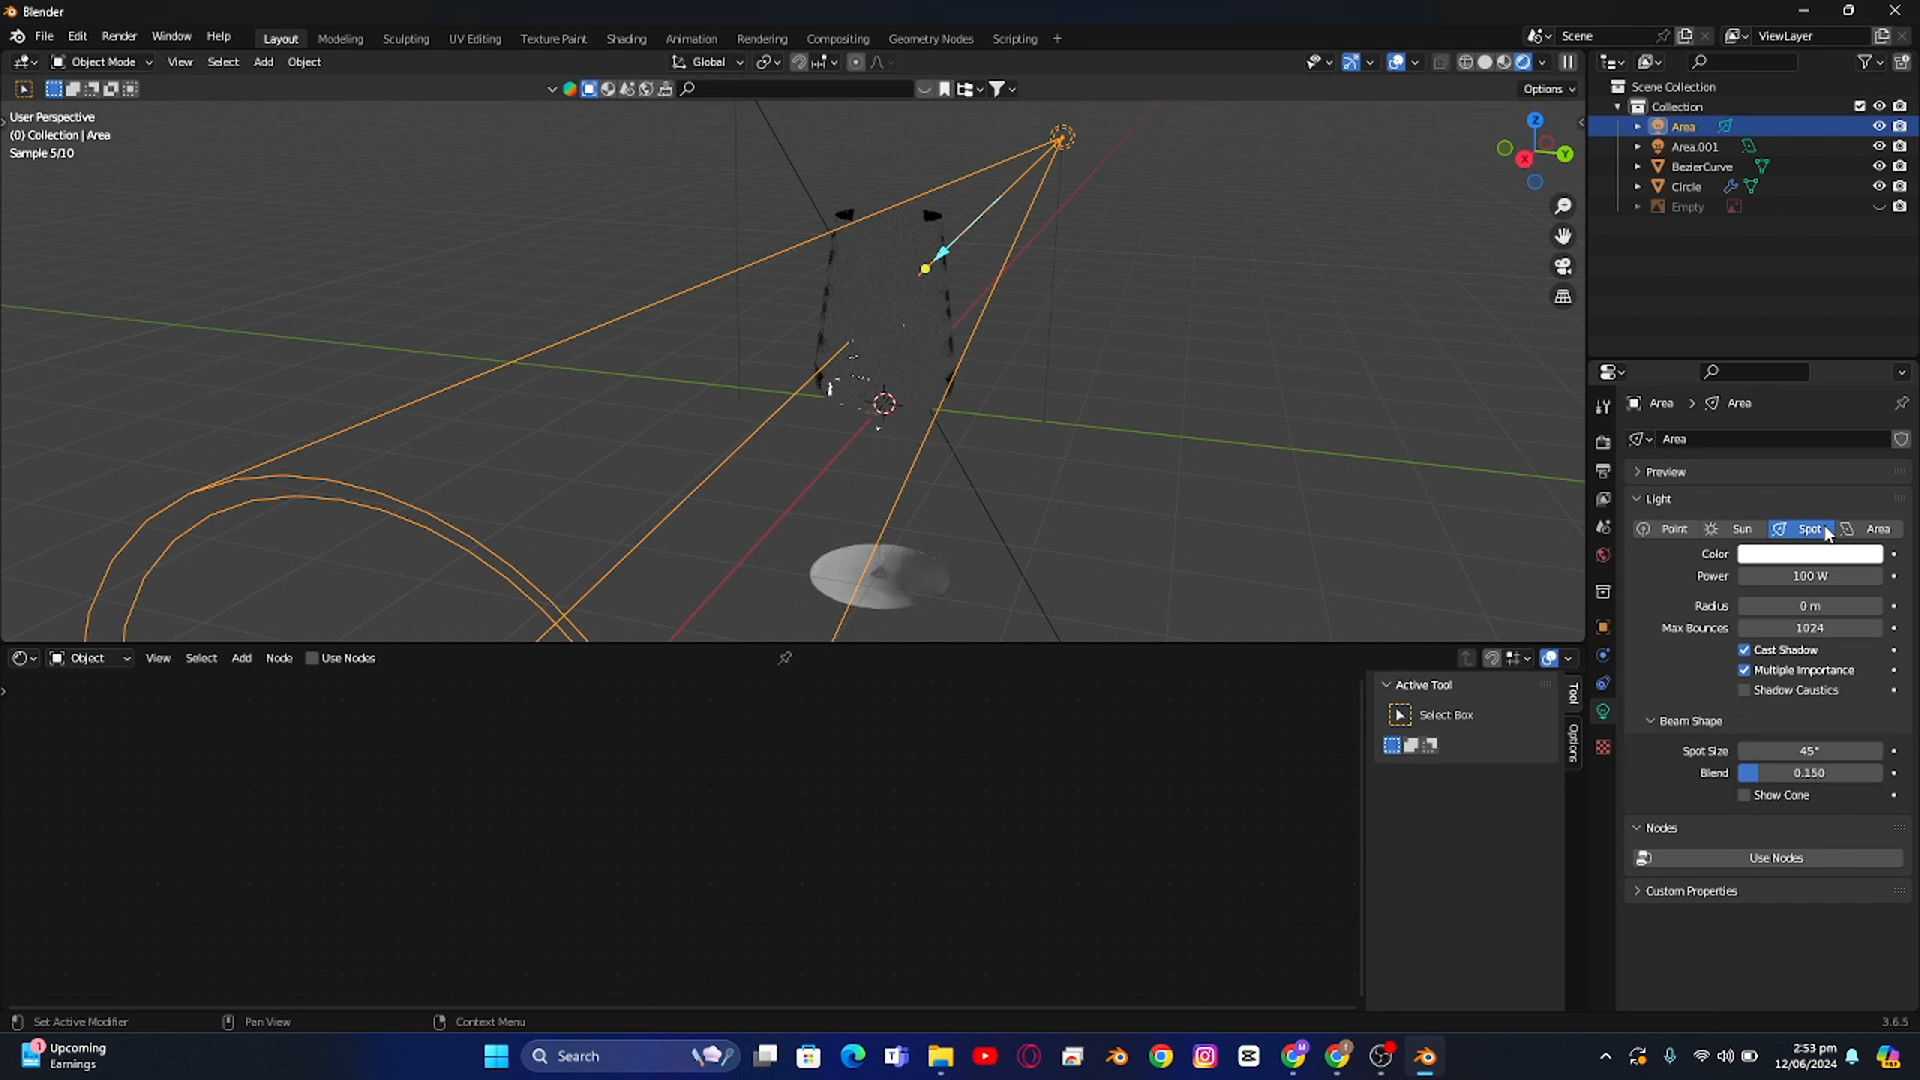 Blender
File Edit Render Window Help
Layout Modeling Sculpting UV Editing Texture Paint Shading Animation Rendering Compositing Geometry Nodes Scripting +
Scene
ViewLayer
Object Mode View Select Add Object
Global
Options
User Perspective
(0) Collection | Area
Sample 5/10
Z
Y
X
Scene Collection
Collection
Area
Area.001
BezierCurve
Circle
Empty
Area > Area
Area
Preview
Light
Point Sun Spot Area
Color
Power 100 W
Radius 0 m
Max Bounces 1024
Cast Shadow
Multiple Importance
Shadow Caustics
Beam Shape
Spot Size 45°
Blend 0.150
Show Cone
Nodes
Use Nodes
Custom Properties
Object View Select Add Node Use Nodes
Active Tool
Select Box
Tool
Options
Set Active Modifier Pan View Context Menu
3.6.5
1
Upcoming
Earnings
Search
2:53 pm
12/06/2024